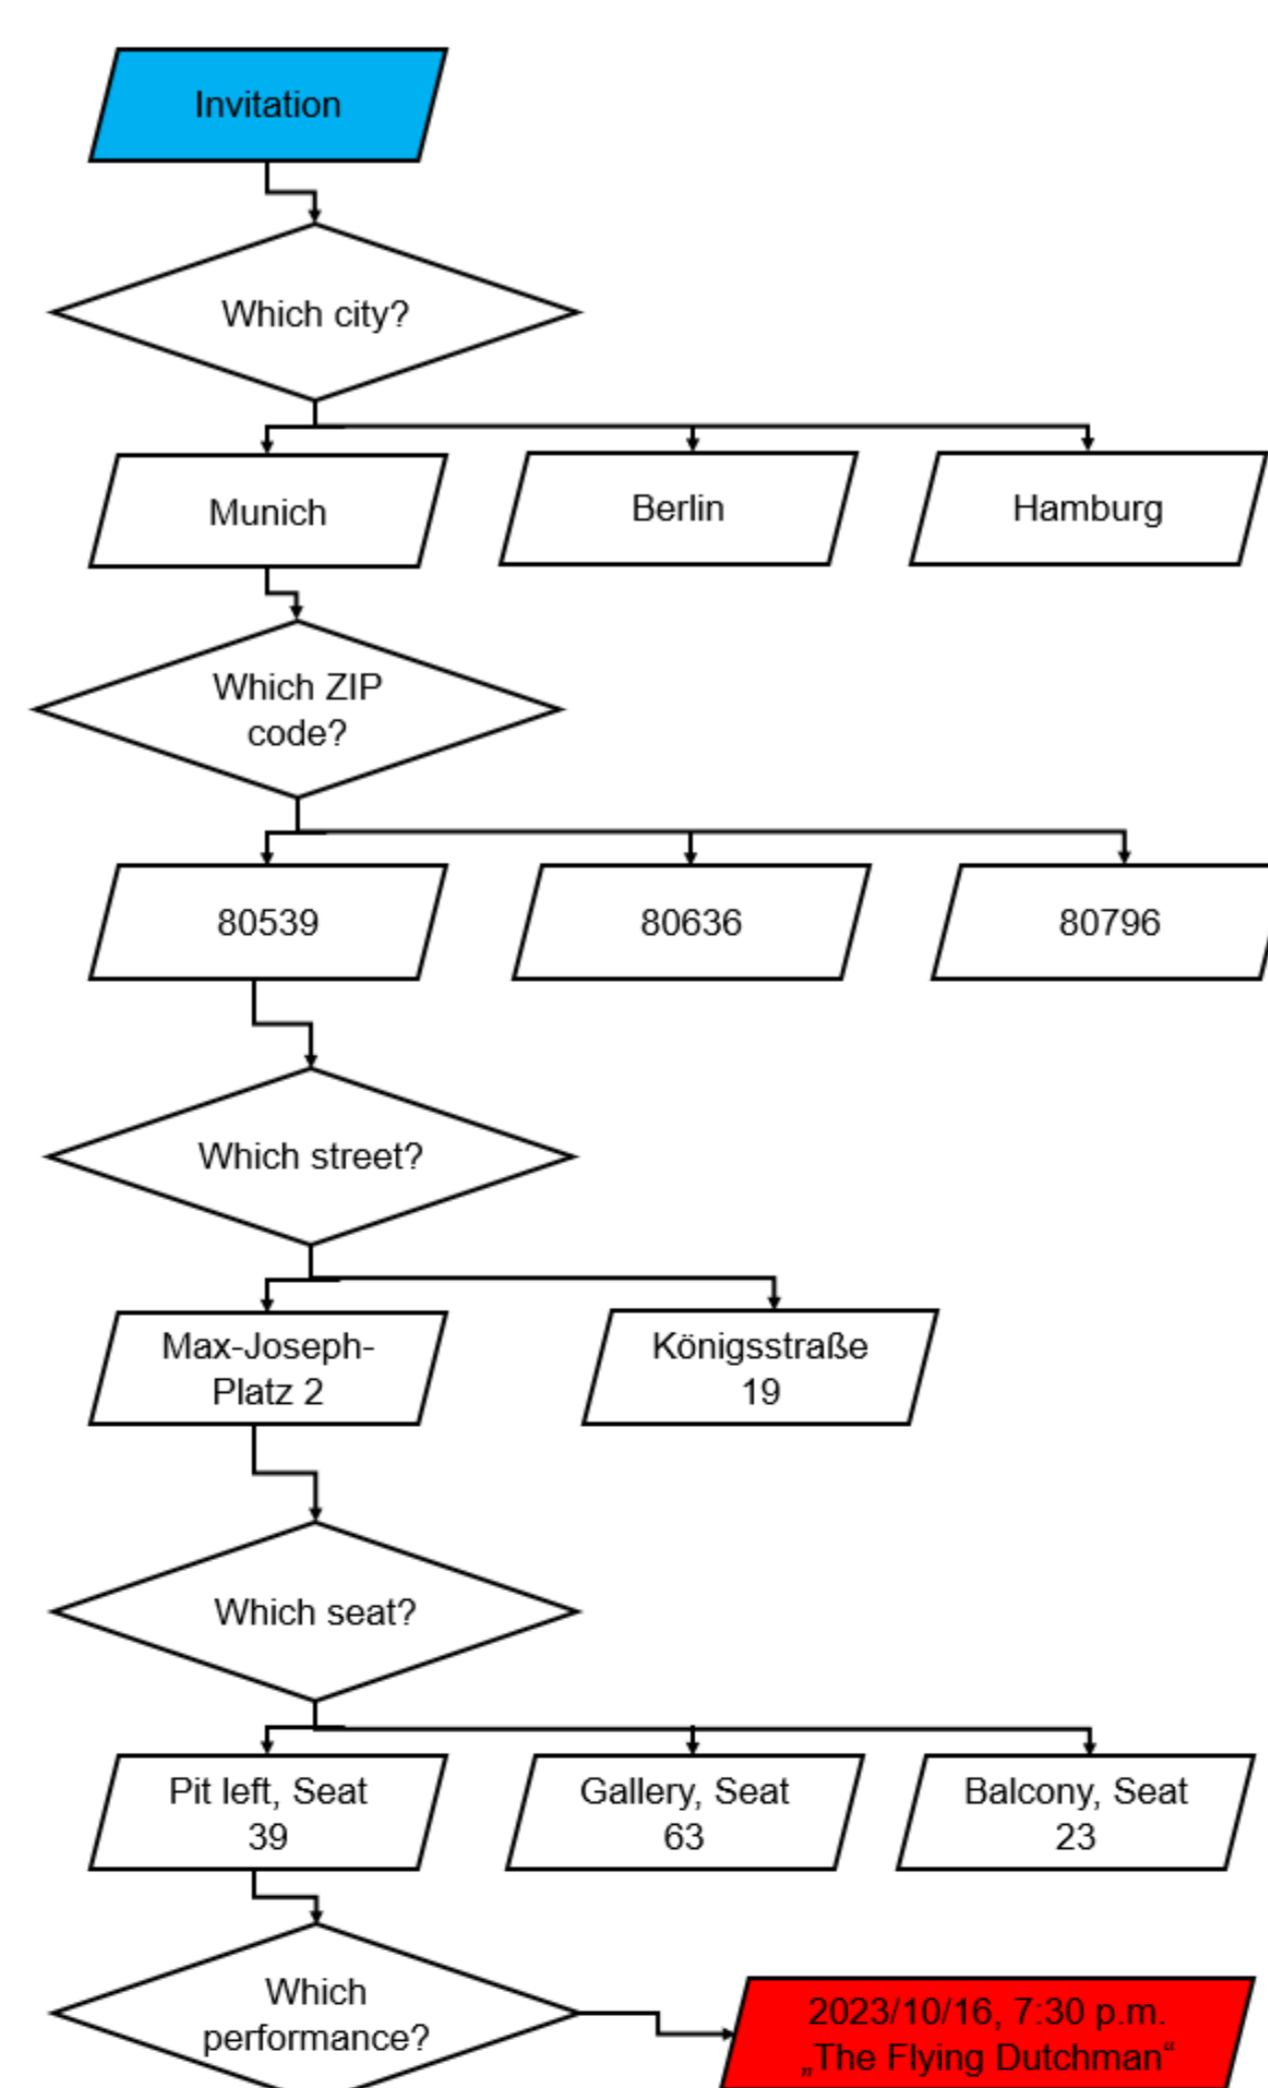 Invitation
Which city?
Munich
Berlin
Hamburg
Which ZIP
code?
80539
80636
80796
Which street?
Max-Joseph-
Platz 2
Königsstraße
19
Which seat?
Pit left, Seat
39
Gallery, Seat
63
Balcony, Seat
23
Which
performance?
2023/10/16, 7:30 p.m.
„The Flying Dutchman“